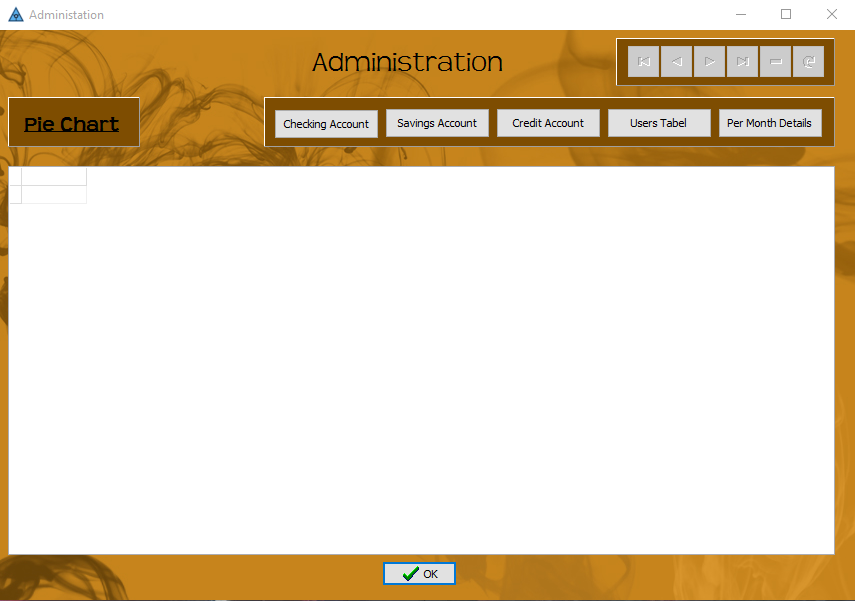 Administation
Administration
Pie Chart
Checking Account
Savings Account
Credit Account
Users Tabel
Per Month Details
OK